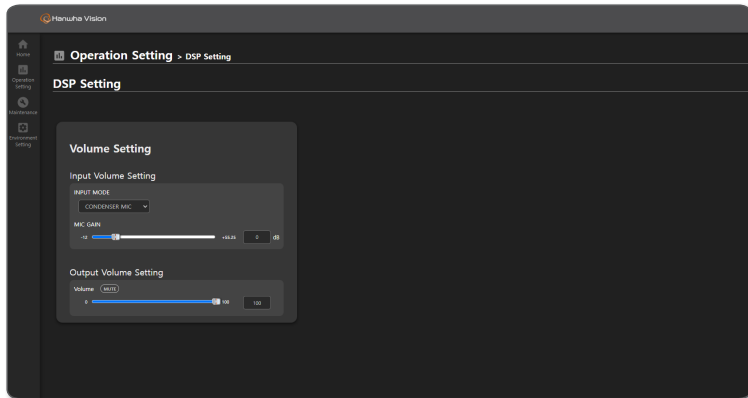 Hanwha Vision
Home
Operation
Setting
Maintenance
Environment
Setting
Operation Setting > DSP Setting
DSP Setting
Volume Setting
Input Volume Setting
INPUT MODE
CONDENSER MIC
MIC GAIN
-12 +55.25 0 dB
Output Volume Setting
Volume MUTE
0 100 100